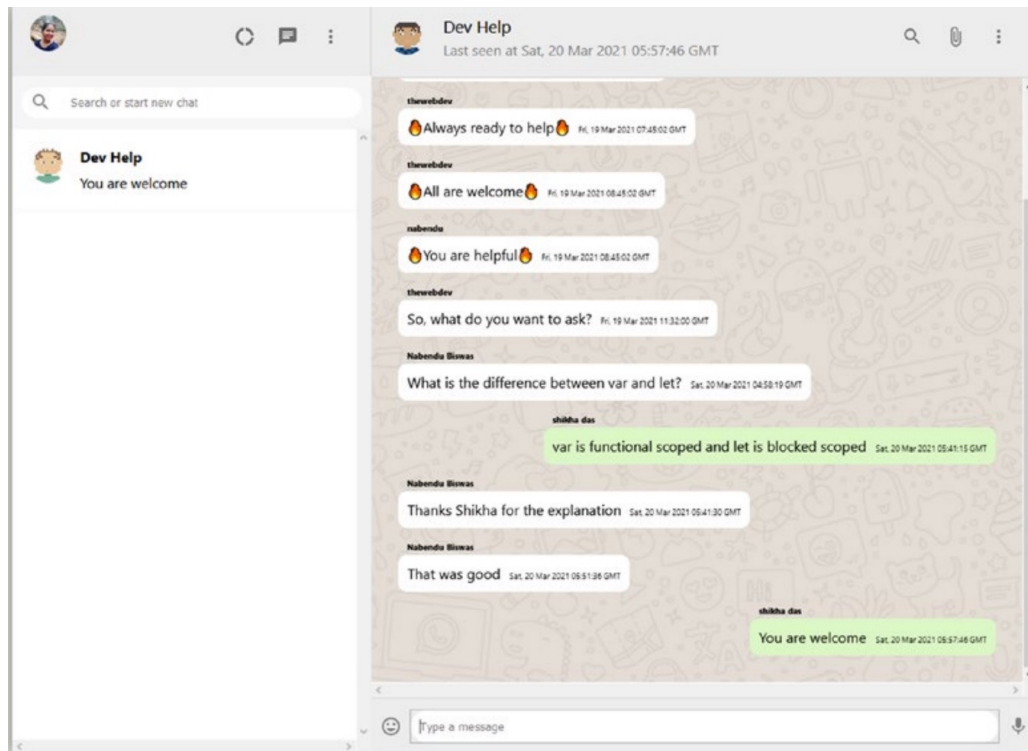 Dev Help
Last seen at Sat, 20 Mar 2021 05:57:46 GMT
Search or start new chat
Dev Help
You are welcome
thewebdev
🔥Always ready to help🔥 Fri, 19 Mar 2021 07:45:02 GMT
thewebdev
🔥All are welcome🔥 Fri, 19 Mar 2021 08:45:02 GMT
nabendu
🔥You are helpful🔥 Fri, 19 Mar 2021 08:45:02 GMT
thewebdev
So, what do you want to ask? Fri, 19 Mar 2021 11:32:00 GMT
Nabendu Biswas
What is the difference between var and let? Sat, 20 Mar 2021 04:58:19 GMT
shikha das
var is functional scoped and let is blocked scoped Sat, 20 Mar 2021 05:41:15 GMT
Nabendu Biswas
Thanks Shikha for the explanation Sat, 20 Mar 2021 05:41:30 GMT
Nabendu Biswas
That was good Sat, 20 Mar 2021 05:51:36 GMT
shikha das
You are welcome Sat, 20 Mar 2021 05:57:46 GMT
Type a message